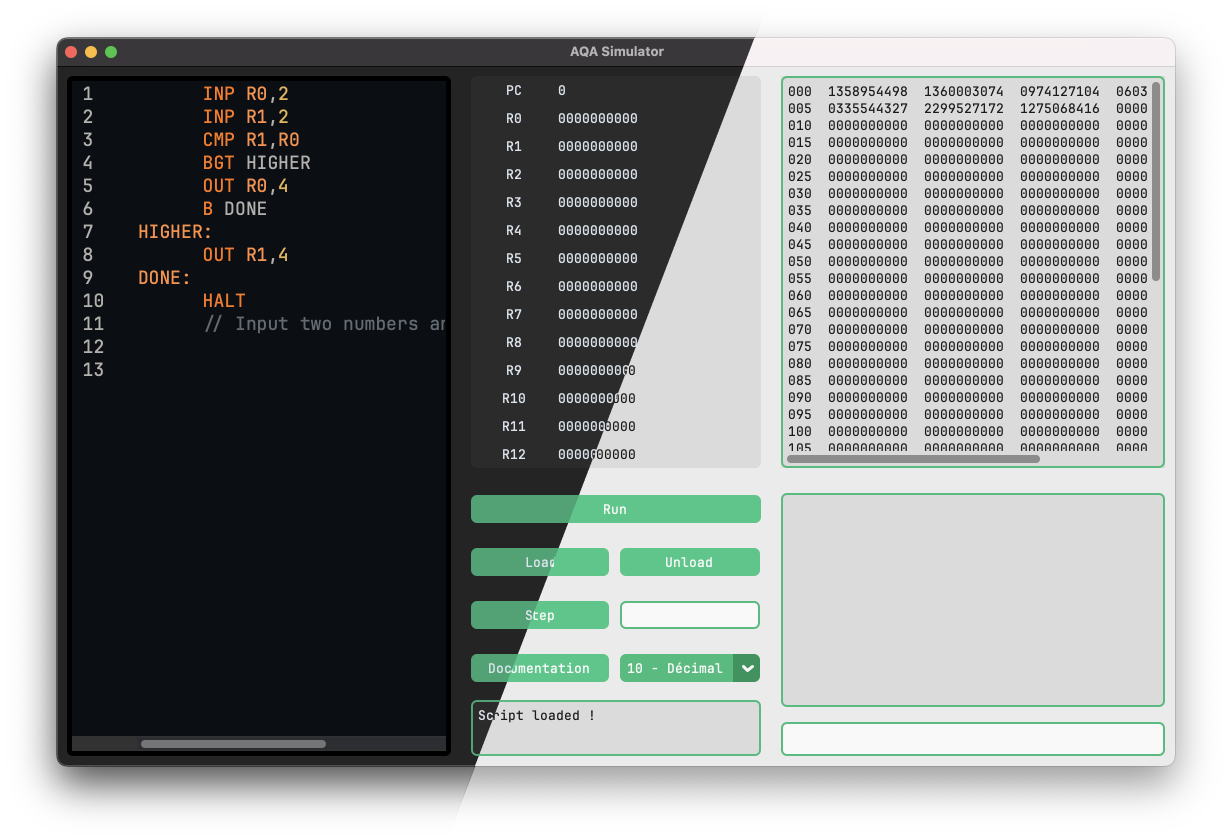 AQA Simulator
1 INP R0,2
2 INP R1,2
3 CMP R1,R0
4 BGT HIGHER
5 OUT R0,4
6 B DONE
7 HIGHER:
8 OUT R1,4
9 DONE:
10 HALT
11 // Input two numbers an
12
13
PC 0
R0 0000000000
R1 0000000000
R2 0000000000
R3 0000000000
R4 0000000000
R5 0000000000
R6 0000000000
R7 0000000000
R8 0000000000
R9 0000000000
R10 0000000000
R11 0000000000
R12 0000000000
Run
Load Unload
Step
Documentation 10 - Décimal
Script loaded !
000 1358954498 1360003074 0974127104 0603
005 0335544327 2299527172 1275068416 0000
010 0000000000 0000000000 0000000000 0000
015 0000000000 0000000000 0000000000 0000
020 0000000000 0000000000 0000000000 0000
025 0000000000 0000000000 0000000000 0000
030 0000000000 0000000000 0000000000 0000
035 0000000000 0000000000 0000000000 0000
040 0000000000 0000000000 0000000000 0000
045 0000000000 0000000000 0000000000 0000
050 0000000000 0000000000 0000000000 0000
055 0000000000 0000000000 0000000000 0000
060 0000000000 0000000000 0000000000 0000
065 0000000000 0000000000 0000000000 0000
070 0000000000 0000000000 0000000000 0000
075 0000000000 0000000000 0000000000 0000
080 0000000000 0000000000 0000000000 0000
085 0000000000 0000000000 0000000000 0000
090 0000000000 0000000000 0000000000 0000
095 0000000000 0000000000 0000000000 0000
100 0000000000 0000000000 0000000000 0000
105 0000000000 0000000000 0000000000 0000